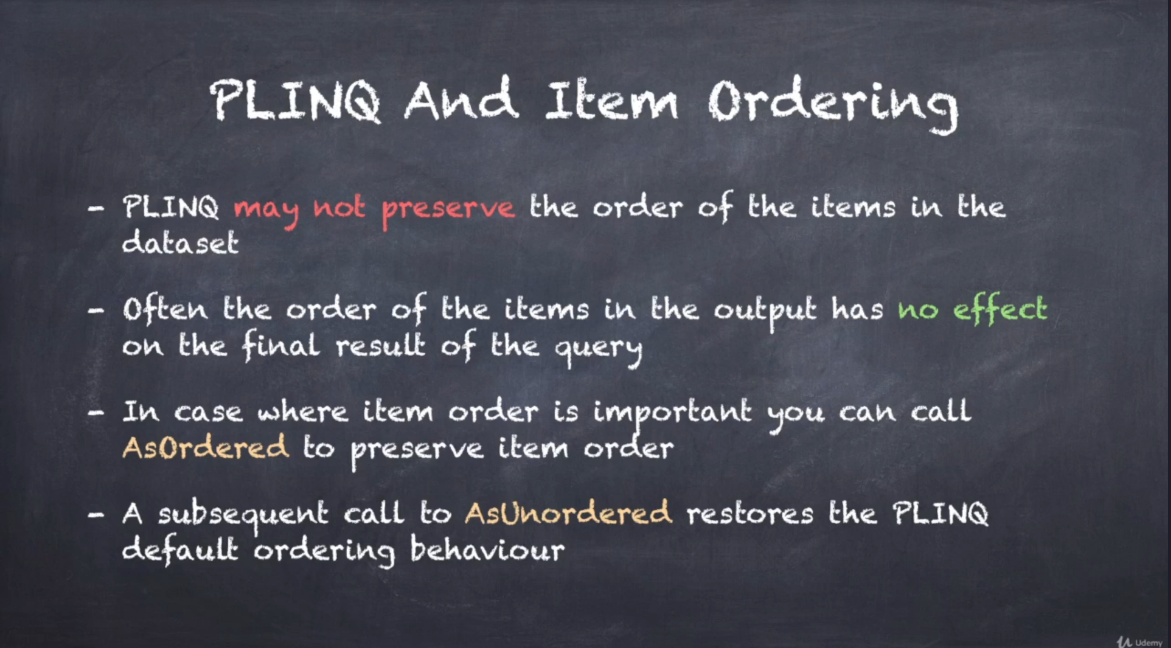 PLINQ And Item Ordering
- PLINQ may not preserve the order of the items in the
dataset
- Often the order of the items in the output has no effect
on the final result of the query
- In case where item order is important you can call
AsOrdered to preserve item order
- A subsequent call to AsUnordered restores the PLINQ
default ordering behaviour
Udemy